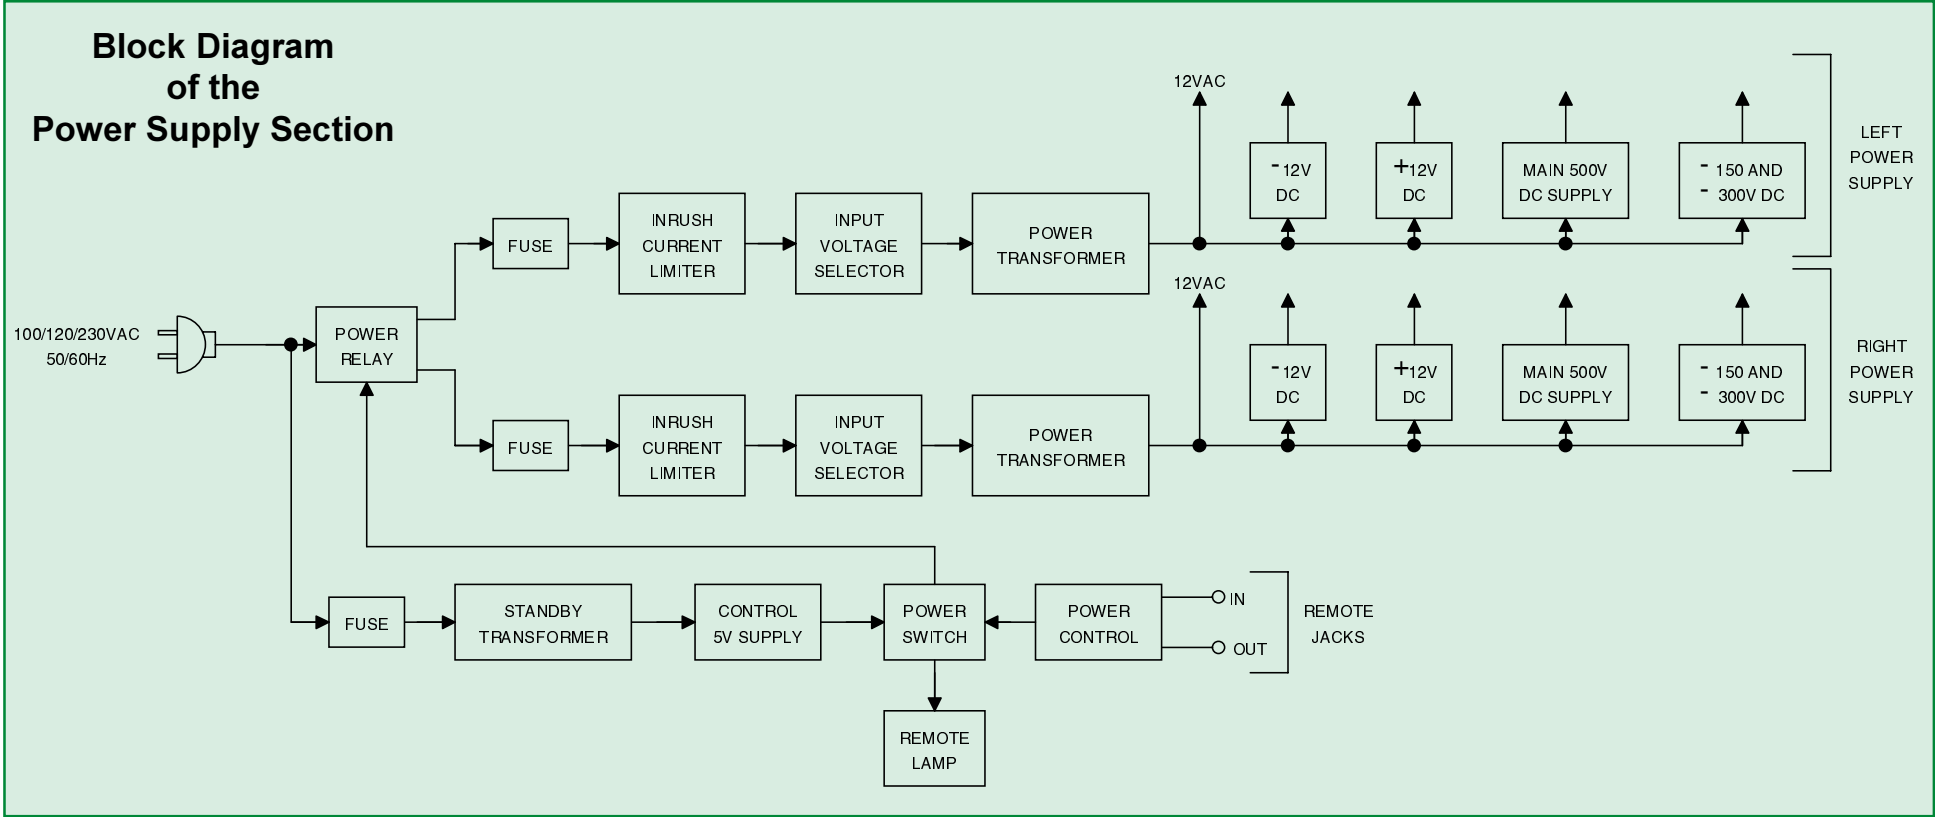 Block Diagram
of the
Power Supply Section
12VAC
- 12V
DC
+12V
DC
MAIN 500V
DC SUPPLY
- 150 AND
- 300V DC
LEFT
POWER
SUPPLY
FUSE
INRUSH
CURRENT
LIMITER
INPUT
VOLTAGE
SELECTOR
POWER
TRANSFORMER
100/120/230VAC
50/60Hz
POWER
RELAY
12VAC
- 12V
DC
+12V
DC
MAIN 500V
DC SUPPLY
- 150 AND
- 300V DC
RIGHT
POWER
SUPPLY
FUSE
INRUSH
CURRENT
LIMITER
INPUT
VOLTAGE
SELECTOR
POWER
TRANSFORMER
FUSE
STANDBY
TRANSFORMER
CONTROL
5V SUPPLY
POWER
SWITCH
POWER
CONTROL
IN
OUT
REMOTE
JACKS
REMOTE
LAMP